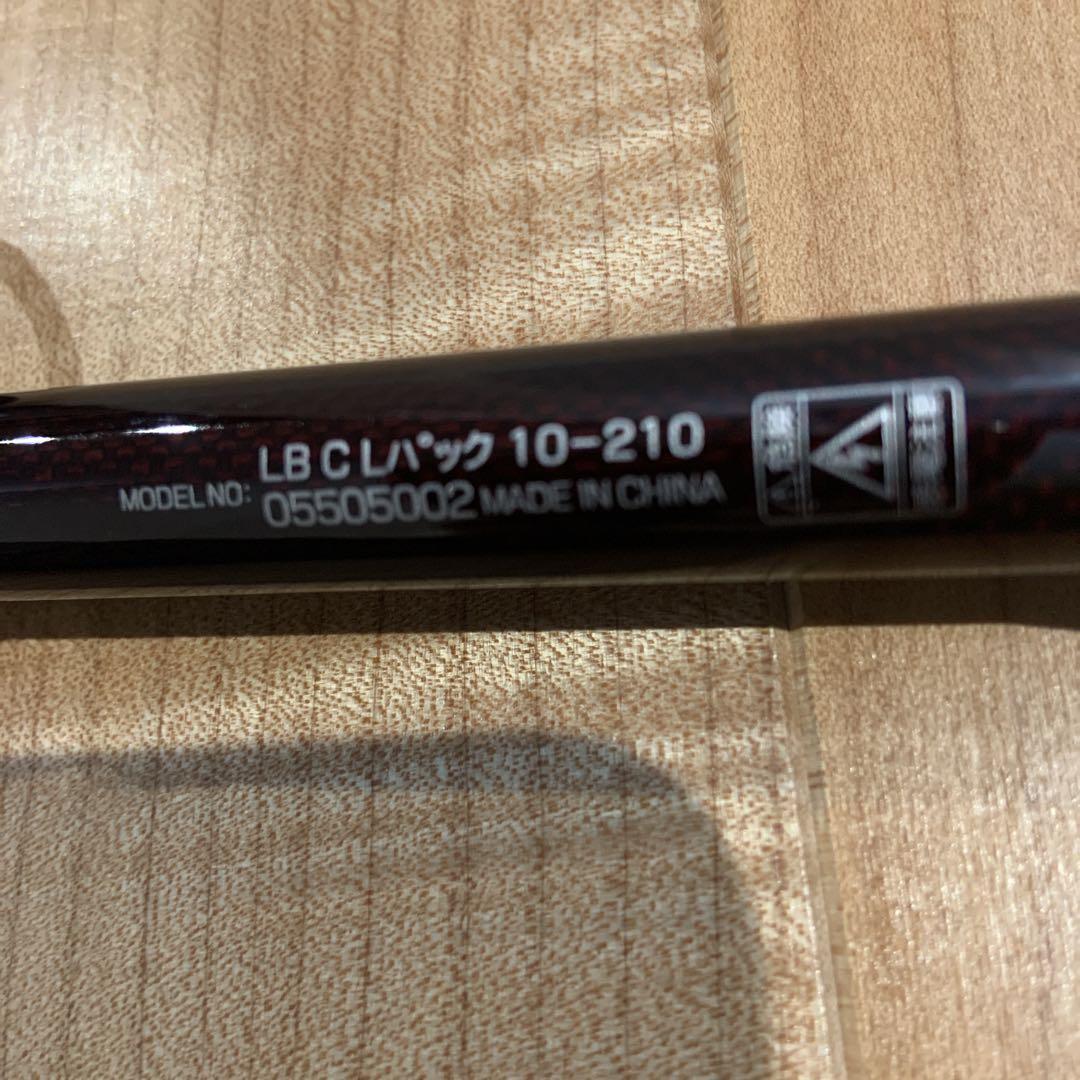 LB C Lパック 10-210
MODEL NO: 05505002 MADE IN CHINA